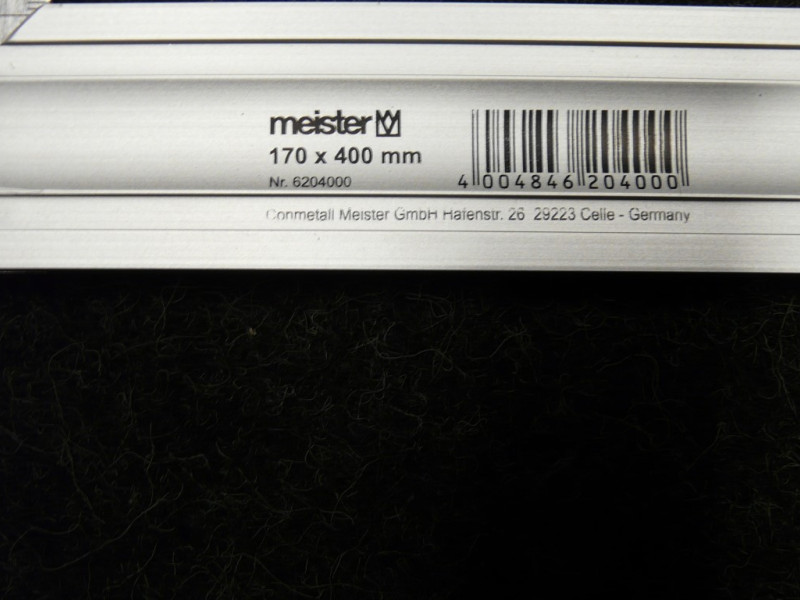 meister
170 x 400 mm
Nr. 6204000
4 004846 204000
Conmetall Meister GmbH Hafenstr. 26 29223 Celle - Germany